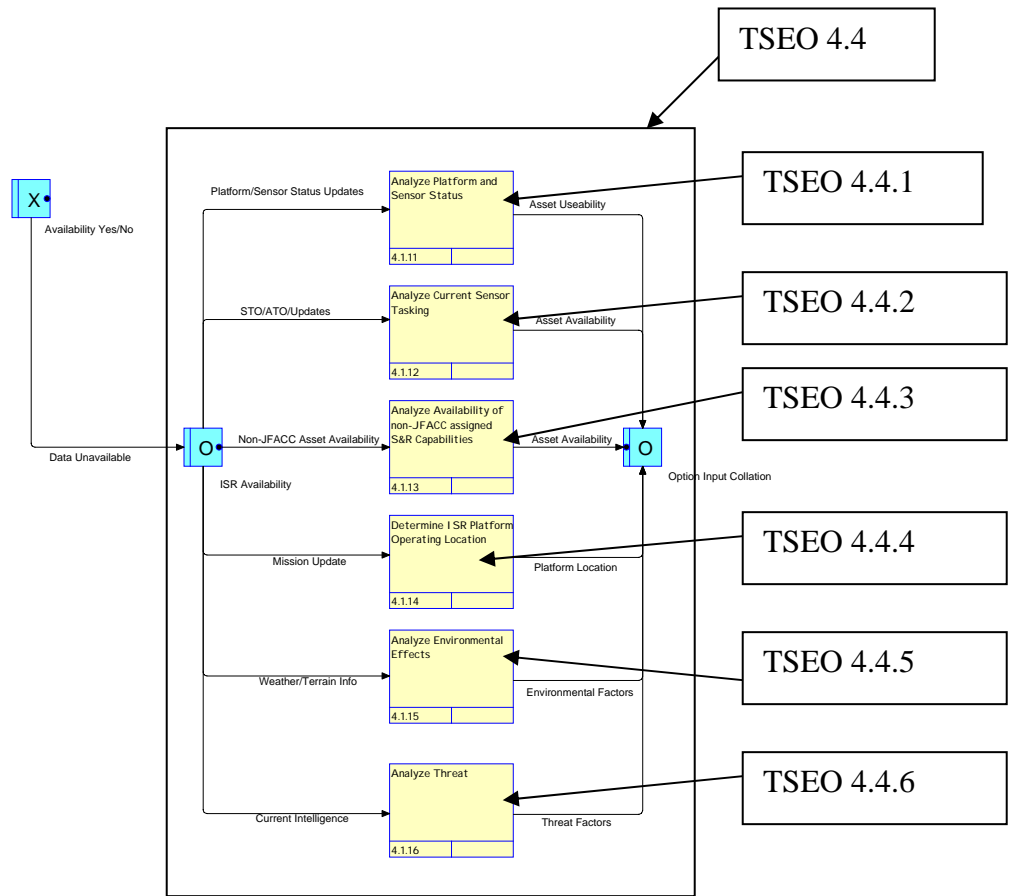 TSEO 4.4
Platform/Sensor Status Updates
Analyze Platform and
Sensor Status
4.1.11
Asset Useability
TSEO 4.4.1
X
Availability Yes/No
STO/ATO/Updates
Analyze Current Sensor
Tasking
4.1.12
Asset Availability
TSEO 4.4.2
Data Unavailable
O
ISR Availability
Non-JFACC Asset Availability
Analyze Availability of
non-JFACC assigned
S&R Capabilities
4.1.13
Asset Availability
O
Option Input Collation
TSEO 4.4.3
Mission Update
Determine ISR Platform
Operating Location
4.1.14
Platform Location
TSEO 4.4.4
Weather/Terrain Info
Analyze Environmental
Effects
4.1.15
Environmental Factors
TSEO 4.4.5
Current Intelligence
Analyze Threat
4.1.16
Threat Factors
TSEO 4.4.6